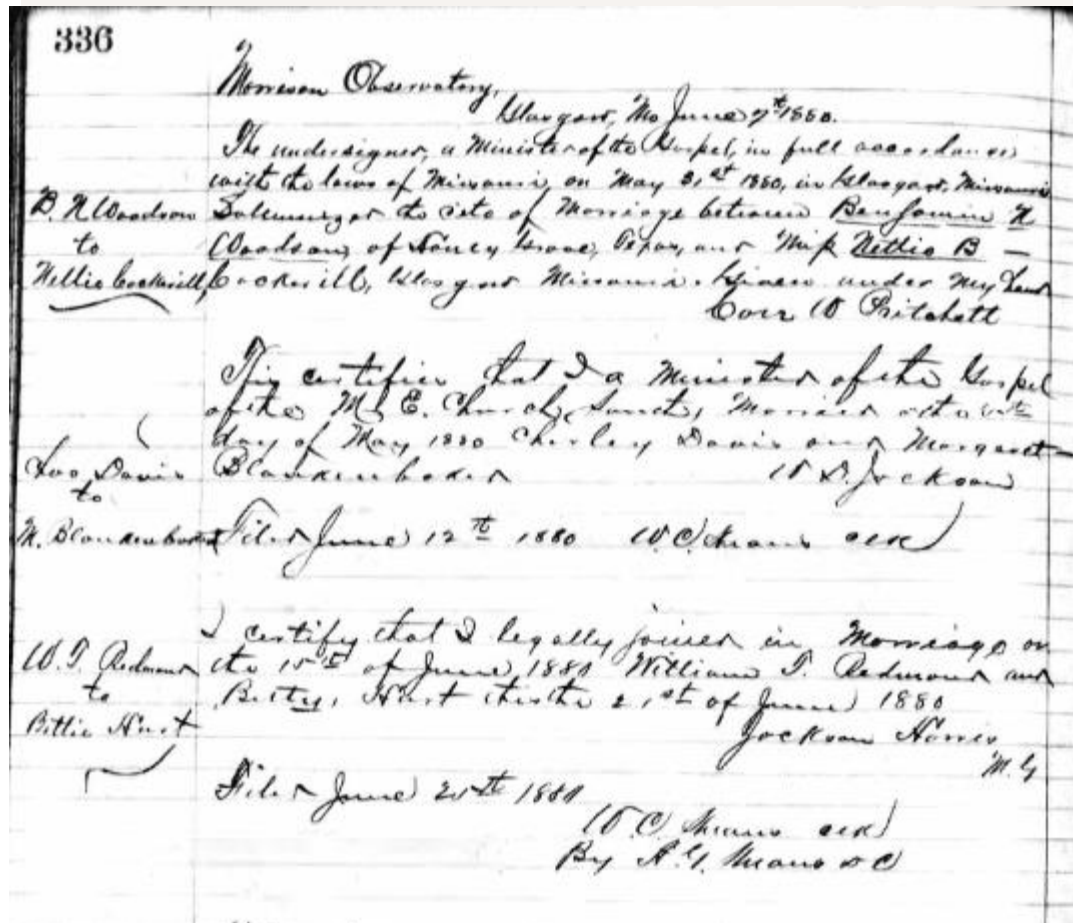 336
Morrison Observatory,
Glasgow, Mo June 7th 1880.
The undersigned, a Minister of the Gospel, in full accordance
with the laws of Missouri, on May 31st 1880, in Glasgow, Missouri
B. N Woodson
to
Nellie Cockerill,
Solemnized the rite of Marriage between Benjamin N
Woodson of Honey Grove, Texas, and Miss Nettie B —
Cockerill, Glasgow Missouri. Given under my hand
Carr W Pritchett
This certifies that I a Minister of the Gospel
of the M. E. Church, South, Married on the
day of May 1880 Charley Davis and Margaret
Blankenbaker
W D. Jackson
Davis
to
M. Blankenbaker
Filed June 12th 1880 W. C. Means clk
I certify that I legally joined in Marriage on
the 15th of June 1880 William T. Redmond and
Betty, Hurt this the 21st of June 1880
W. T. Redmond
to
Bittie Hurt
Jackson Harris
M. G
Filed June 25th 1880
W. C. Means clk
By Means D C